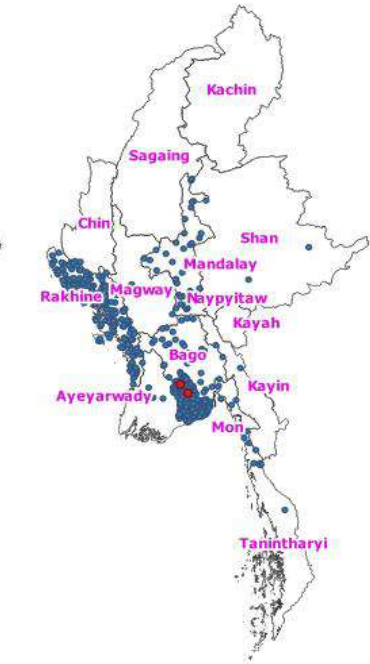 Kachin
Sagaing
Chin
Shan
Mandalay
Rakhine
Magway
Naypyitaw
Kayah
Bago
Kayin
Ayeyarwady
Mon
Tanintharyi